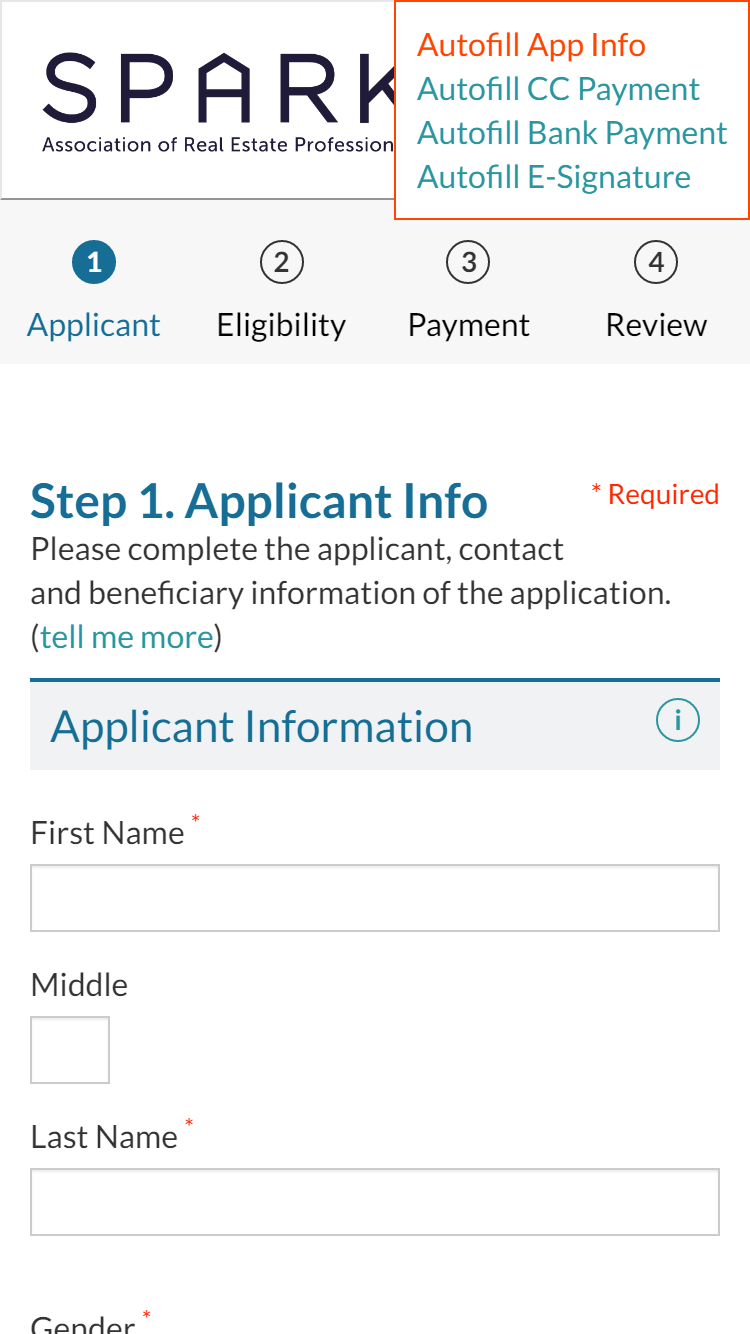 SPARK
Association of Real Estate Profession
Autofill App Info
Autofill CC Payment
Autofill Bank Payment
Autofill E-Signature
1
Applicant
2
Eligibility
3
Payment
4
Review
Step 1. Applicant Info
* Required
Please complete the applicant, contact
and beneficiary information of the application.
(tell me more)
Applicant Information
i
First Name *
Middle
Last Name *
Gender *